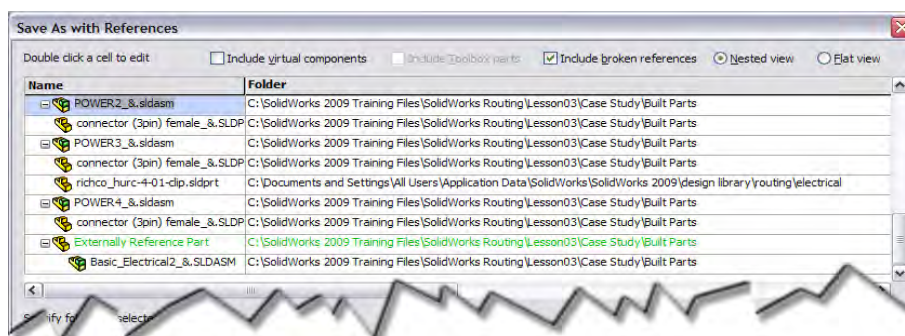 Save As with References
Double click a cell to edit Include virtual components Include Toolbox parts Include broken references Nested view Flat view
Name Folder
POWER2_&.sldasm C:\SolidWorks 2009 Training Files\SolidWorks Routing\Lesson03\Case Study\Built Parts
connector (3pin) female_&.SLDP C:\SolidWorks 2009 Training Files\SolidWorks Routing\Lesson03\Case Study\Built Parts
POWER3_&.sldasm C:\SolidWorks 2009 Training Files\SolidWorks Routing\Lesson03\Case Study\Built Parts
connector (3pin) female_&.SLDP C:\SolidWorks 2009 Training Files\SolidWorks Routing\Lesson03\Case Study\Built Parts
richco_hurc-4-01-clip.sldprt C:\Documents and Settings\All Users\Application Data\SolidWorks\SolidWorks 2009\design library\routing\electrical
POWER4_&.sldasm C:\SolidWorks 2009 Training Files\SolidWorks Routing\Lesson03\Case Study\Built Parts
connector (3pin) female_&.SLDP C:\SolidWorks 2009 Training Files\SolidWorks Routing\Lesson03\Case Study\Built Parts
Externally Reference Part C:\SolidWorks 2009 Training Files\SolidWorks Routing\Lesson03\Case Study\Built Parts
Basic_Electrical2_&.SLDASM C:\SolidWorks 2009 Training Files\SolidWorks Routing\Lesson03\Case Study\Built Parts